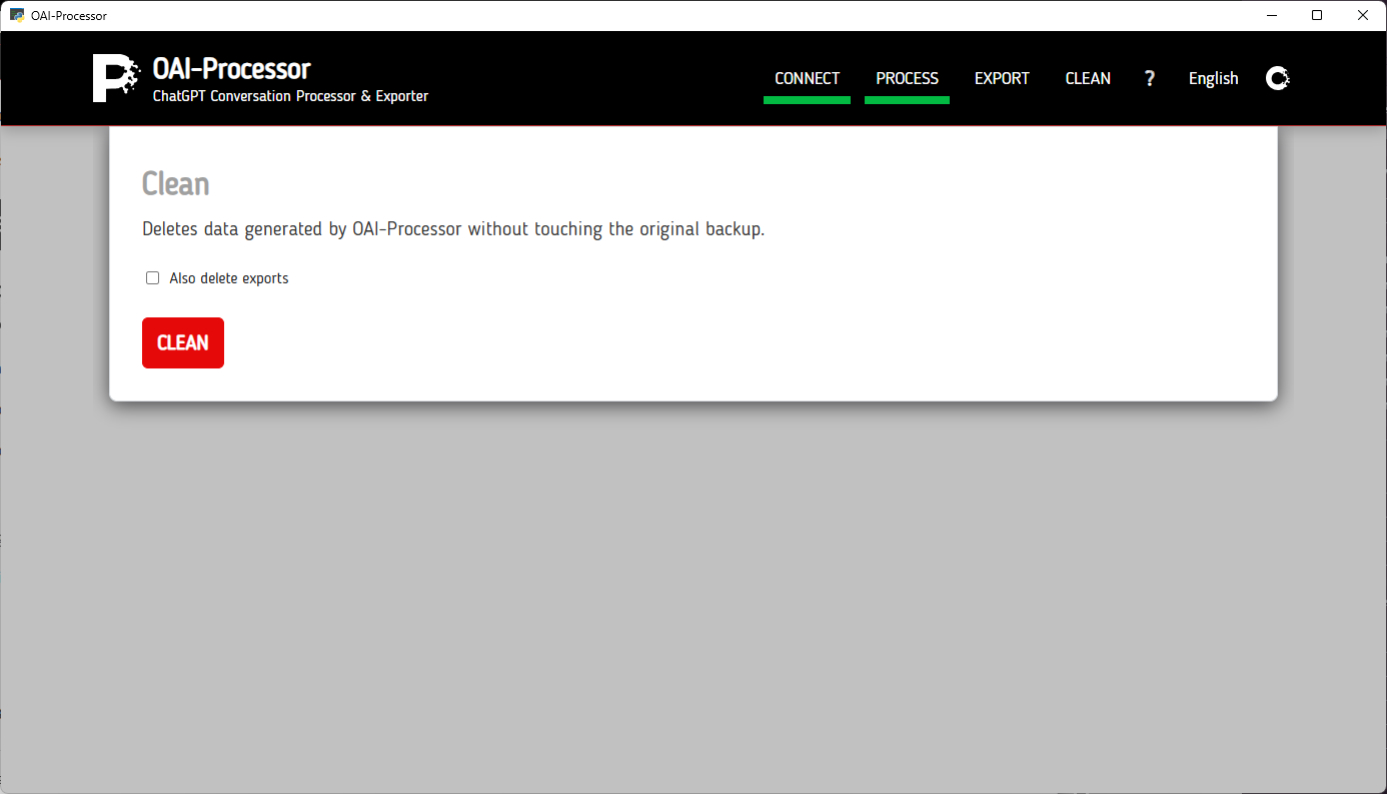 OAI-Processor
OAI-Processor
ChatGPT Conversation Processor & Exporter
CONNECT PROCESS EXPORT CLEAN ? English
Clean
Deletes data generated by OAI-Processor without touching the original backup.
Also delete exports
CLEAN